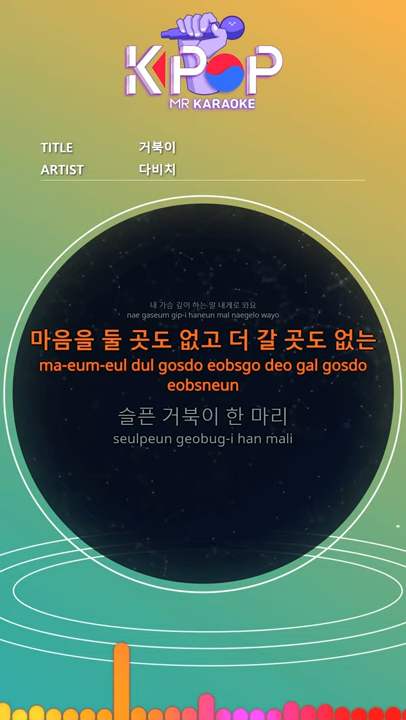 KPOP
MR KARAOKE
TITLE 거북이
ARTIST 다비치
내 가슴 깊이 하는 말 내게로 와요
nae gaseum gip-i haneun mal naegelo wayo
마음을 둘 곳도 없고 더 갈 곳도 없는
ma-eum-eul dul gosdo eobsgo deo gal gosdo
eobsneun
슬픈 거북이 한 마리
seulpeun geobug-i han mali